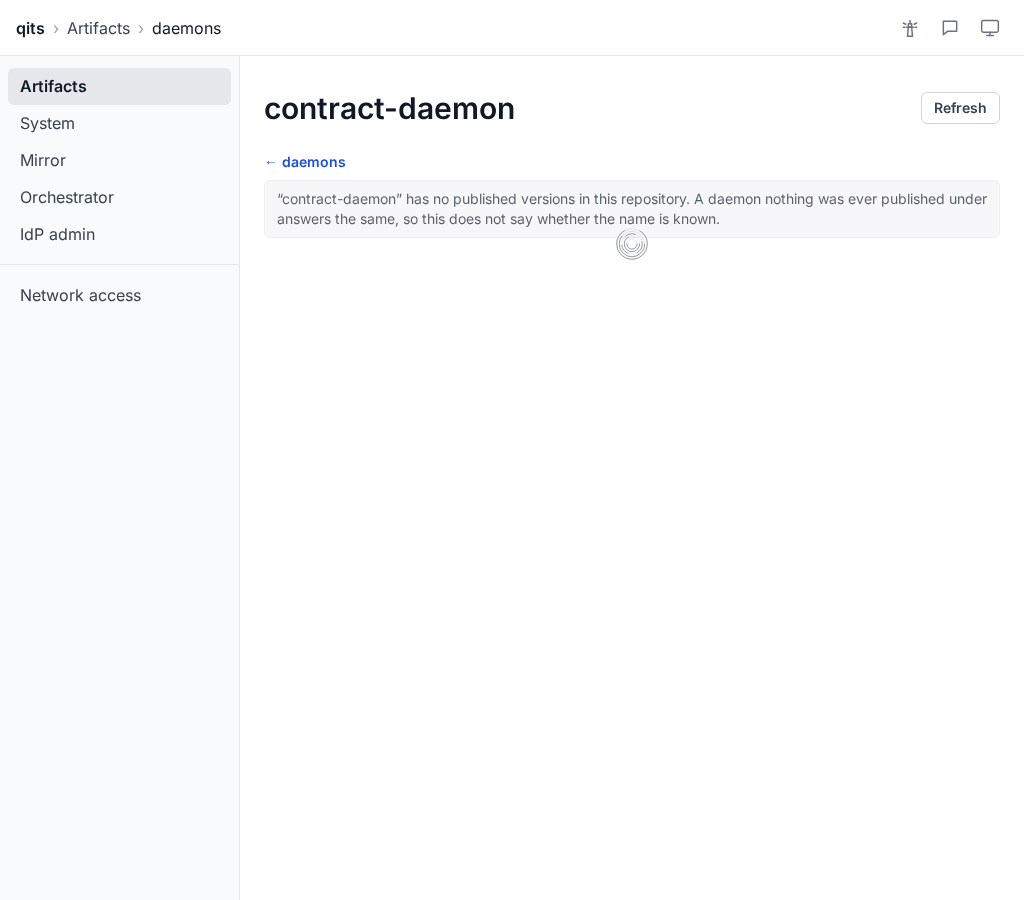 qits › Artifacts › daemons
Artifacts
System
Mirror
Orchestrator
IdP admin
Network access
contract-daemon
Refresh
← daemons
“contract-daemon” has no published versions in this repository. A daemon nothing was ever published under
answers the same, so this does not say whether the name is known.